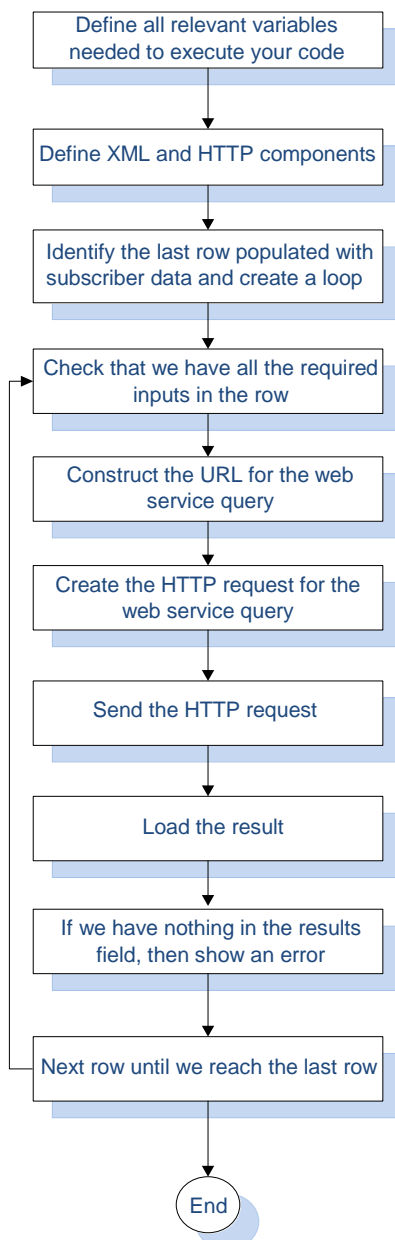 Define all relevant variables
needed to execute your code
Define XML and HTTP components
Identify the last row populated with
subscriber data and create a loop
Check that we have all the required
inputs in the row
Construct the URL for the web
service query
Create the HTTP request for the
web service query
Send the HTTP request
Load the result
If we have nothing in the results
field, then show an error
Next row until we reach the last row
End